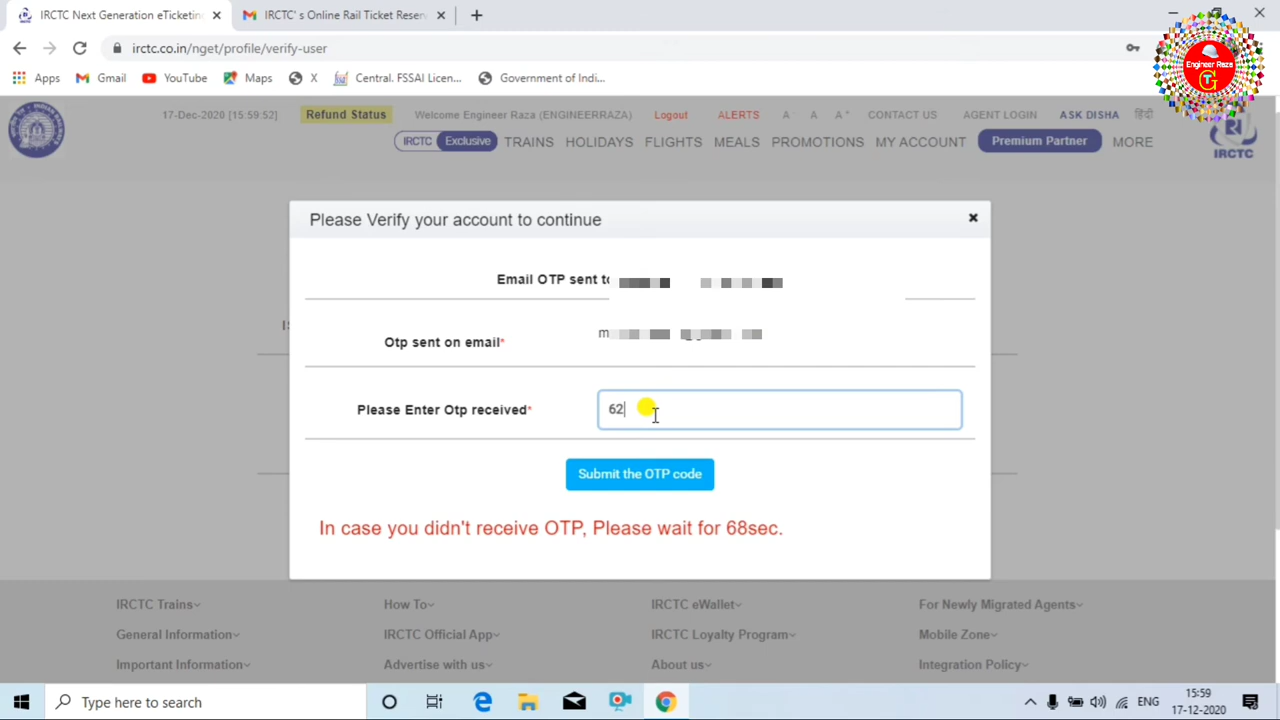 IRCTC Next Generation eTicketing
IRCTC' s Online Rail Ticket Reser
irctc.co.in/nget/profile/verify-user
Apps Gmail YouTube Maps X Central. FSSAI Licen... Government of Indi...
Engineer Raza
17-Dec-2020 [15:59:52] Refund Status Welcome Engineer Raza (ENGINEERRAZA) Logout ALERTS A A A+ CONTACT US AGENT LOGIN ASK DISHA हिंदी
IRCTC Exclusive TRAINS HOLIDAYS FLIGHTS MEALS PROMOTIONS MY ACCOUNT Premium Partner MORE
IRCTC
Please Verify your account to continue
Email OTP sent to
Otp sent on email* m
Please Enter Otp received* 62
Submit the OTP code
In case you didn't receive OTP, Please wait for 68sec.
IRCTC Trains How To IRCTC eWallet For Newly Migrated Agents
General Information IRCTC Official App IRCTC Loyalty Program Mobile Zone
Important Information Advertise with us About us Integration Policy
Type here to search
ENG
15:59
17-12-2020